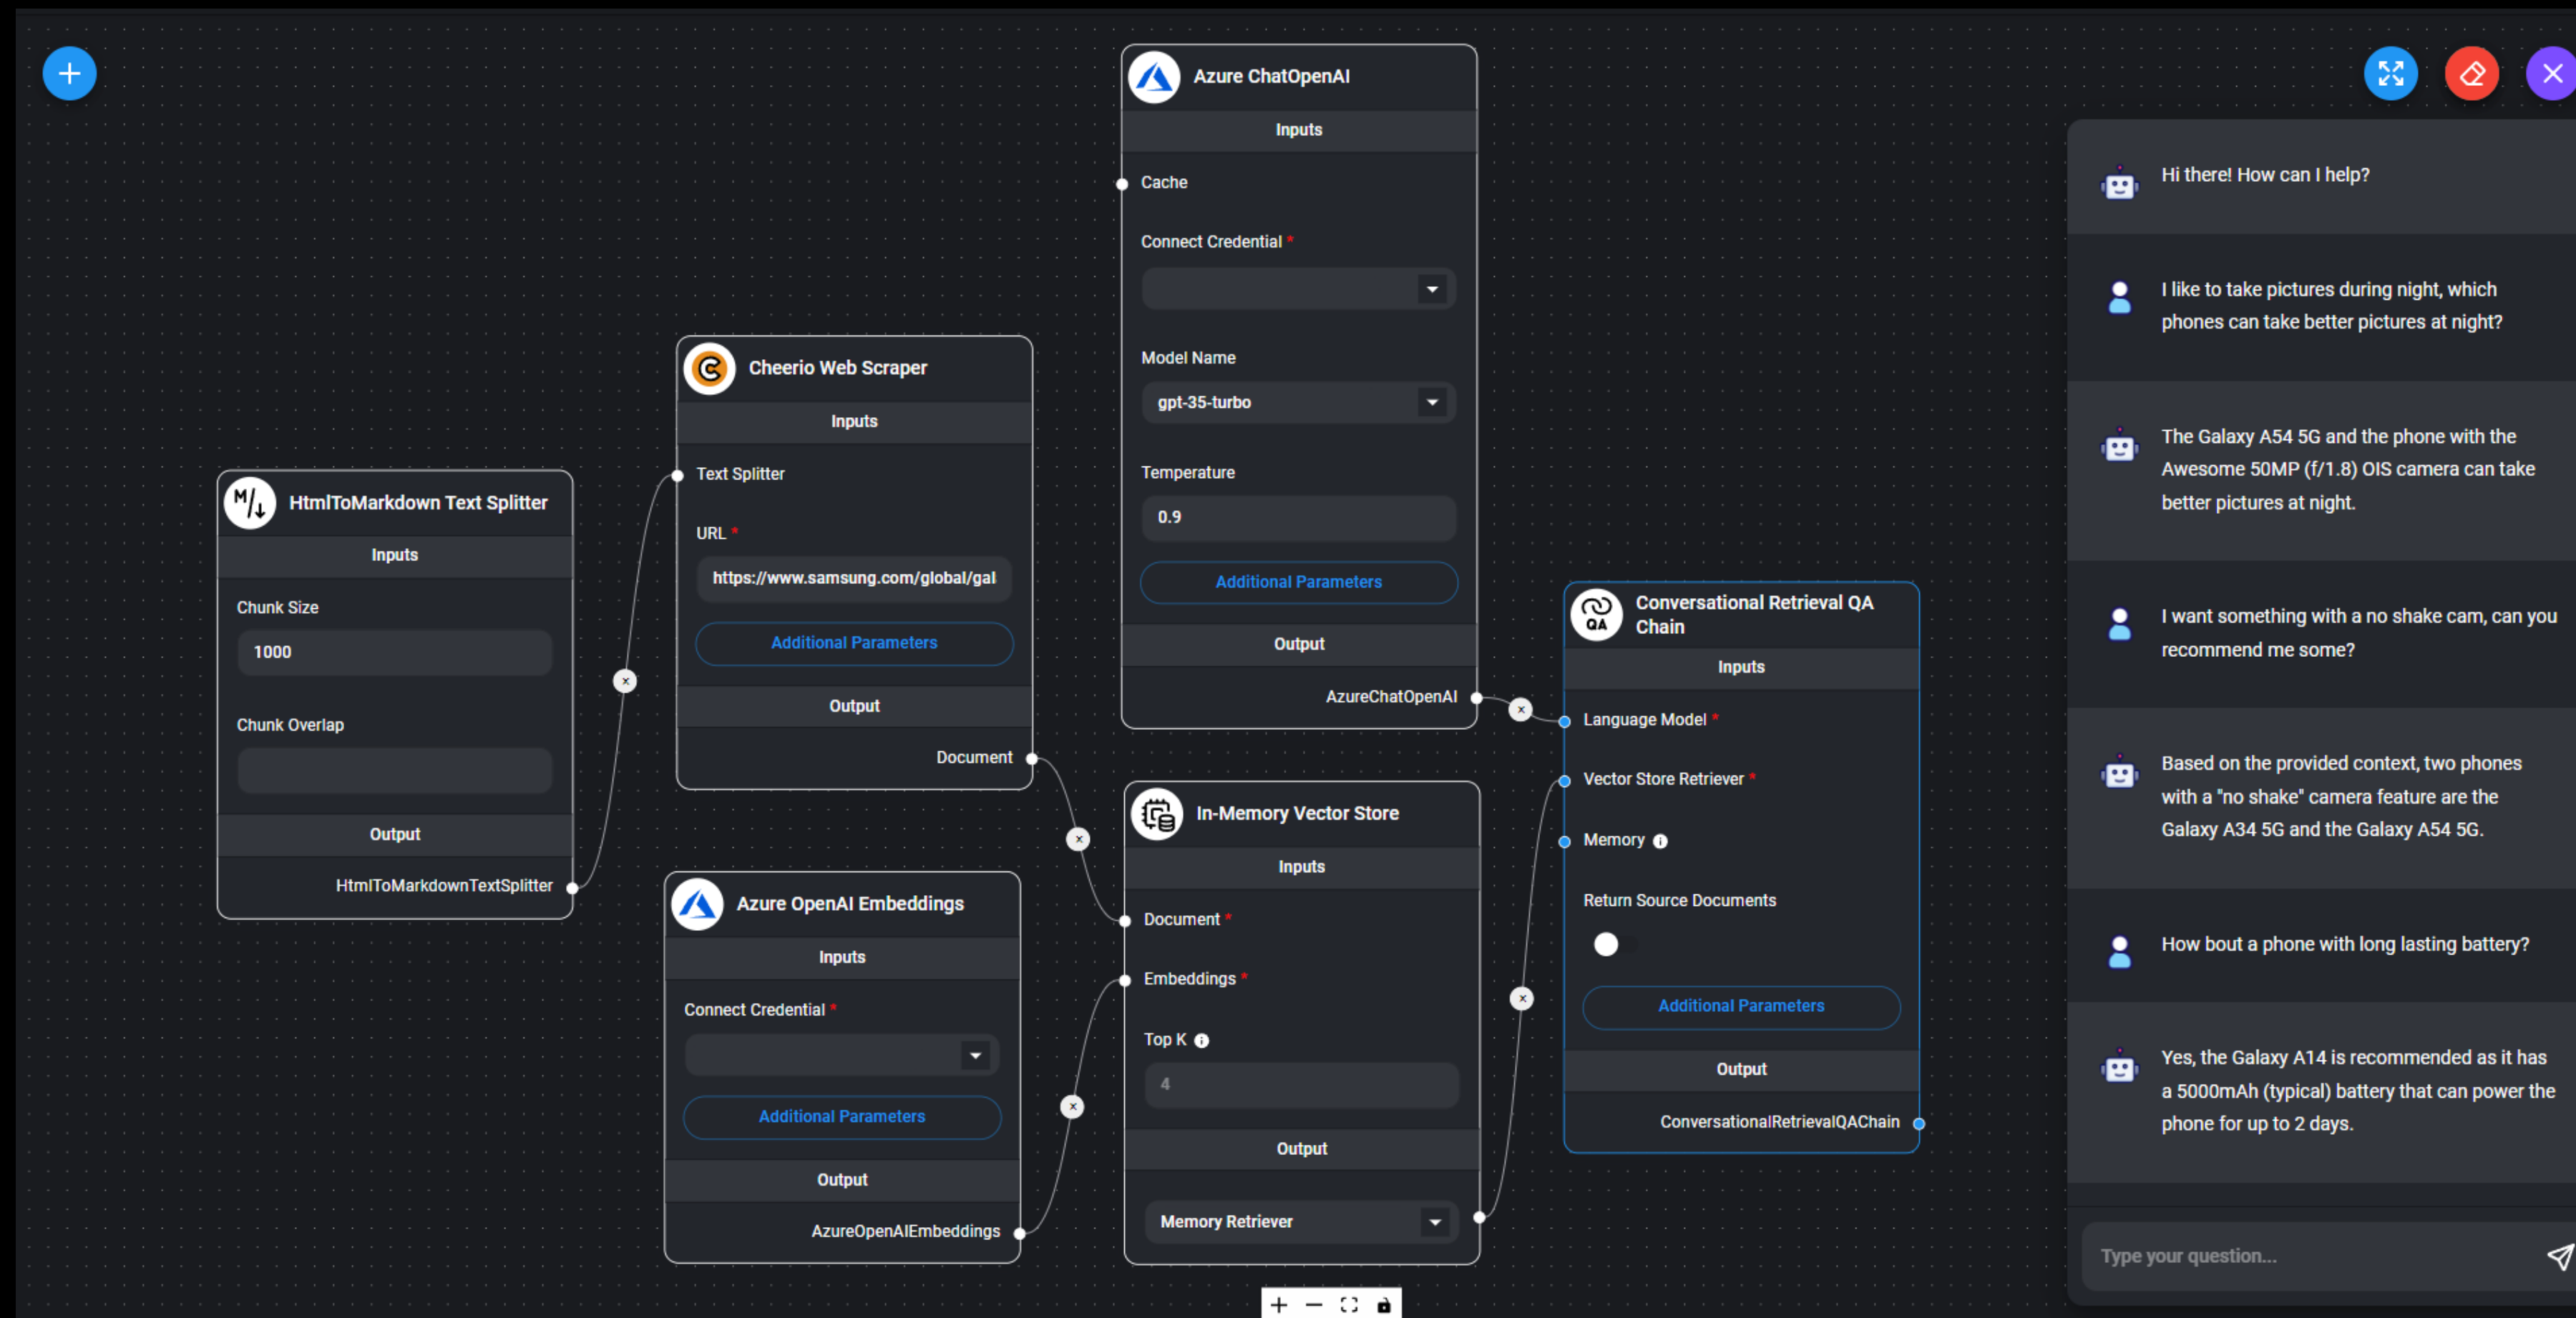 HtmlToMarkdown Text Splitter
Inputs
Chunk Size
1000
Chunk Overlap
Output
HtmlToMarkdownTextSplitter
Cheerio Web Scraper
Inputs
Text Splitter
URL *
https://www.samsung.com/global/gal
Additional Parameters
Output
Document
Azure OpenAI Embeddings
Inputs
Connect Credential *
Additional Parameters
Output
AzureOpenAIEmbeddings
Azure ChatOpenAI
Inputs
Cache
Connect Credential *
Model Name
gpt-35-turbo
Temperature
0.9
Additional Parameters
Output
AzureChatOpenAI
In-Memory Vector Store
Inputs
Document *
Embeddings *
Top K
4
Output
Memory Retriever
QA
Conversational Retrieval QA
Chain
Inputs
Language Model *
Vector Store Retriever *
Memory
Return Source Documents
Additional Parameters
Output
ConversationalRetrievalQAChain
Hi there! How can I help?
I like to take pictures during night, which
phones can take better pictures at night?
The Galaxy A54 5G and the phone with the
Awesome 50MP (f/1.8) OIS camera can take
better pictures at night.
I want something with a no shake cam, can you
recommend me some?
Based on the provided context, two phones
with a "no shake" camera feature are the
Galaxy A34 5G and the Galaxy A54 5G.
How bout a phone with long lasting battery?
Yes, the Galaxy A14 is recommended as it has
a 5000mAh (typical) battery that can power the
phone for up to 2 days.
Type your question...